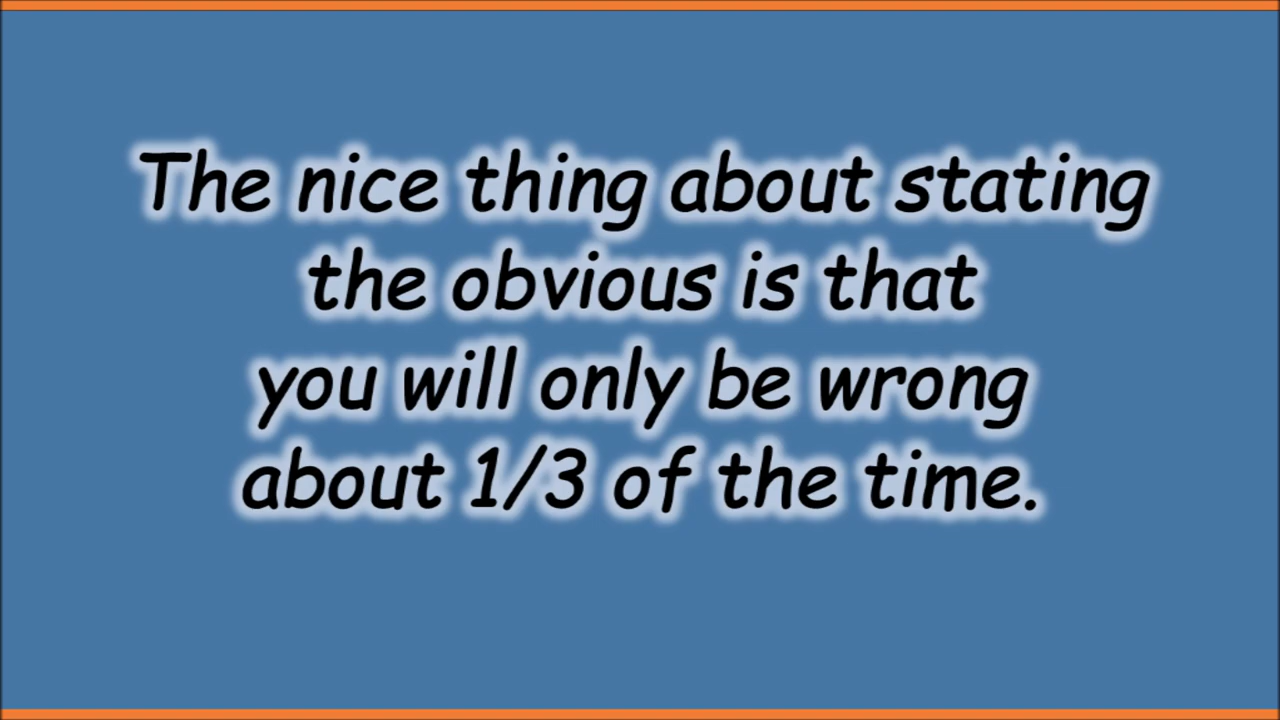 The nice thing about stating
the obvious is that
you will only be wrong
about 1/3 of the time.